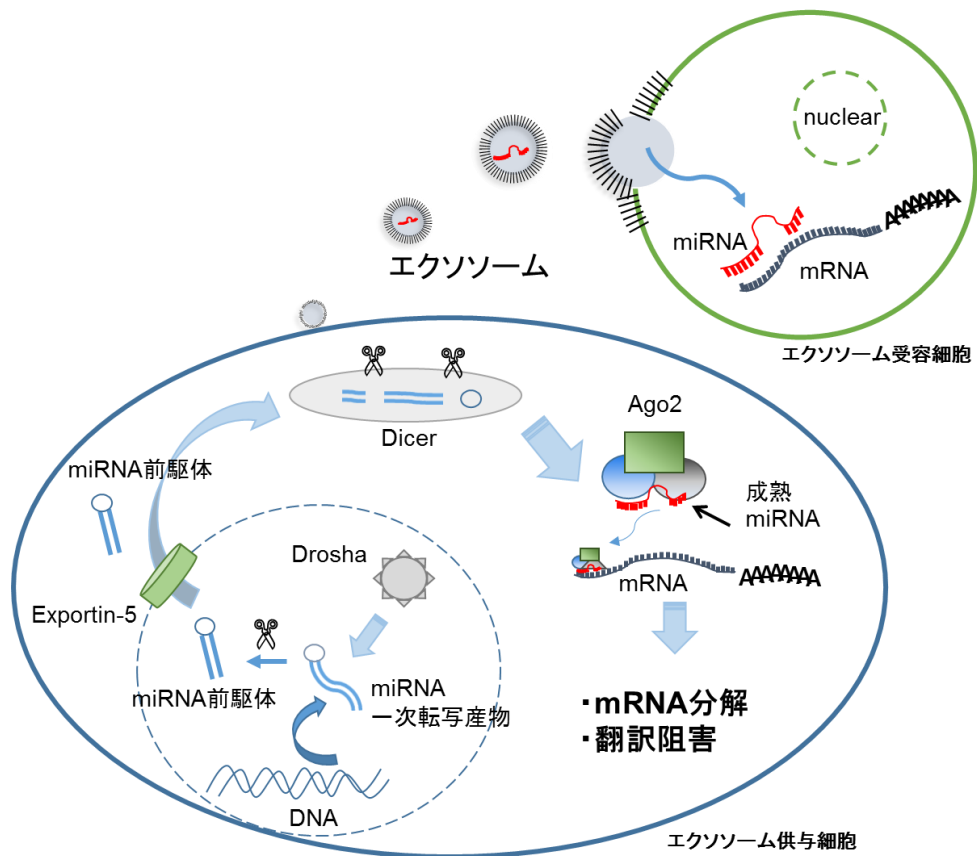 nuclear
AAAAAAA
miRNA
mRNA
エクソソーム
エクソソーム受容細胞
Dicer
Ago2
miRNA前駆体
成熟
miRNA
Drosha
mRNA
AAAAAAA
Exportin-5
miRNA前駆体
miRNA
一次転写産物
・mRNA分解
・翻訳阻害
DNA
エクソソーム供与細胞